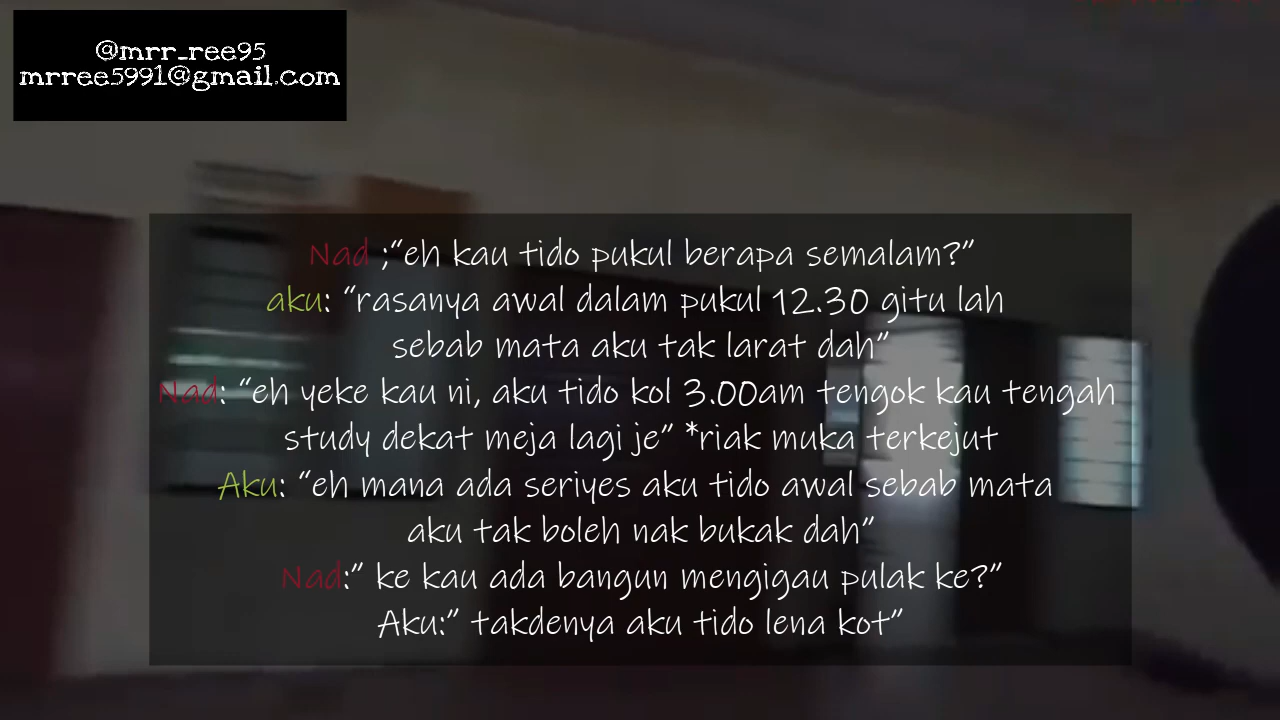 @mrr_ree95
mrree5991@gmail.com
Nad ;“eh kau tido pukul berapa semalam?”
aku: “rasanya awal dalam pukul 12.30 gitu lah
sebab mata aku tak larat dah”
Nad: “eh yeke kau ni, aku tido kol 3.00am tengok kau tengah
study dekat meja lagi je” *riak muka terkejut
Aku: “eh mana ada seriyes aku tido awal sebab mata
aku tak boleh nak bukak dah”
Nad:” ke kau ada bangun mengigau pulak ke?”
Aku:” takdenya aku tido lena kot”